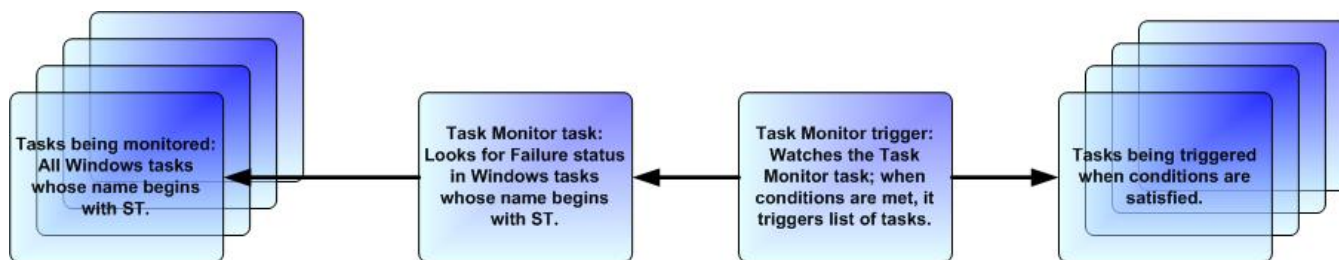 Tasks being monitored:
All Windows tasks
whose name begins
with ST.
Task Monitor task:
Looks for Failure status
in Windows tasks
whose name begins
with ST.
Task Monitor trigger:
Watches the Task
Monitor task; when
conditions are met, it
triggers list of tasks.
Tasks being triggered
when conditions are
satisfied.